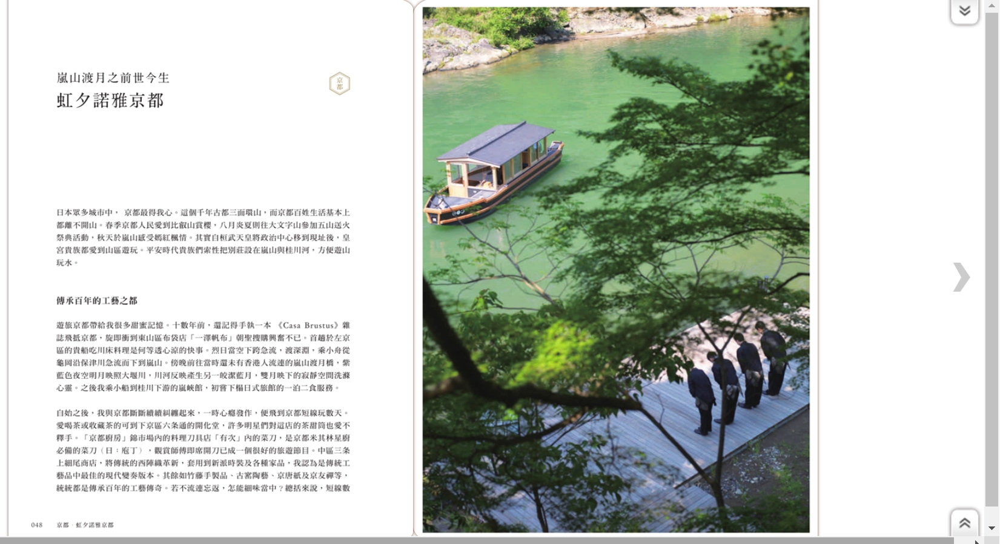 嵐山渡月之前世今生
虹夕諾雅京都
京都
日本眾多城市中， 京都最得我心。這個千年古都三面環山，而京都百姓生活基本上
都離不開山。春季京都人民愛到比叡山賞櫻，八月炎夏則往大文字山參加五山送火
祭典活動，秋天於嵐山感受嫣紅楓情。其實自桓武天皇將政治中心移到現址後，皇
宮貴族都愛到山區遊玩。平安時代貴族們索性把別莊設在嵐山與桂川河，方便遊山
玩水。
傳承百年的工藝之都
遊旅京都帶給我很多甜蜜記憶。十數年前，還記得手執一本 《Casa Brustus》雜
誌飛抵京都，旋即衝到東山區布袋店「一澤帆布」朝聖搜購興奮不已。首趟於左京
區的貴船吃川床料理是何等透心涼的快事。烈日當空下跨急流，渡深淵，乘小舟從
龜岡沿保津川急流而下到嵐山。傍晚前往當時還未有香港人流連的嵐山渡月橋，紫
藍色夜空明月映照大堰川，川河反映產生另一皎潔藍月，雙月映下的寂靜空間洗滌
心靈。之後我乘小船到桂川下游的嵐峽館，初嘗下榻日式旅館的一泊二食服務。
自始之後，我與京都斷斷續續糾纏起來，一時心癮發作，便飛到京都短線玩數天。
愛喝茶或收藏茶的可到下京區六条通的開化堂，許多明星們對這店的茶甜筒也愛不
釋手。「京都廚房」錦市場內的料理刀具店「有次」內的菜刀，是京都米其林星廚
必備的菜刀（日：庖丁），觀賞師傅即席開刀已成一個很好的旅遊節目。中區三条
上細尾商店，將傳統的西陣織革新，套用到新派時裝及各種家品，我認為是傳統工
藝品中最佳的現代變奏版本。其餘如竹藤手製品、古窰陶藝、京唐紙及京友禪等，
統統都是傳承百年的工藝傳奇。若不流連忘返，怎能細味當中？總括來說，短線數
048 京都 · 虹夕諾雅京都